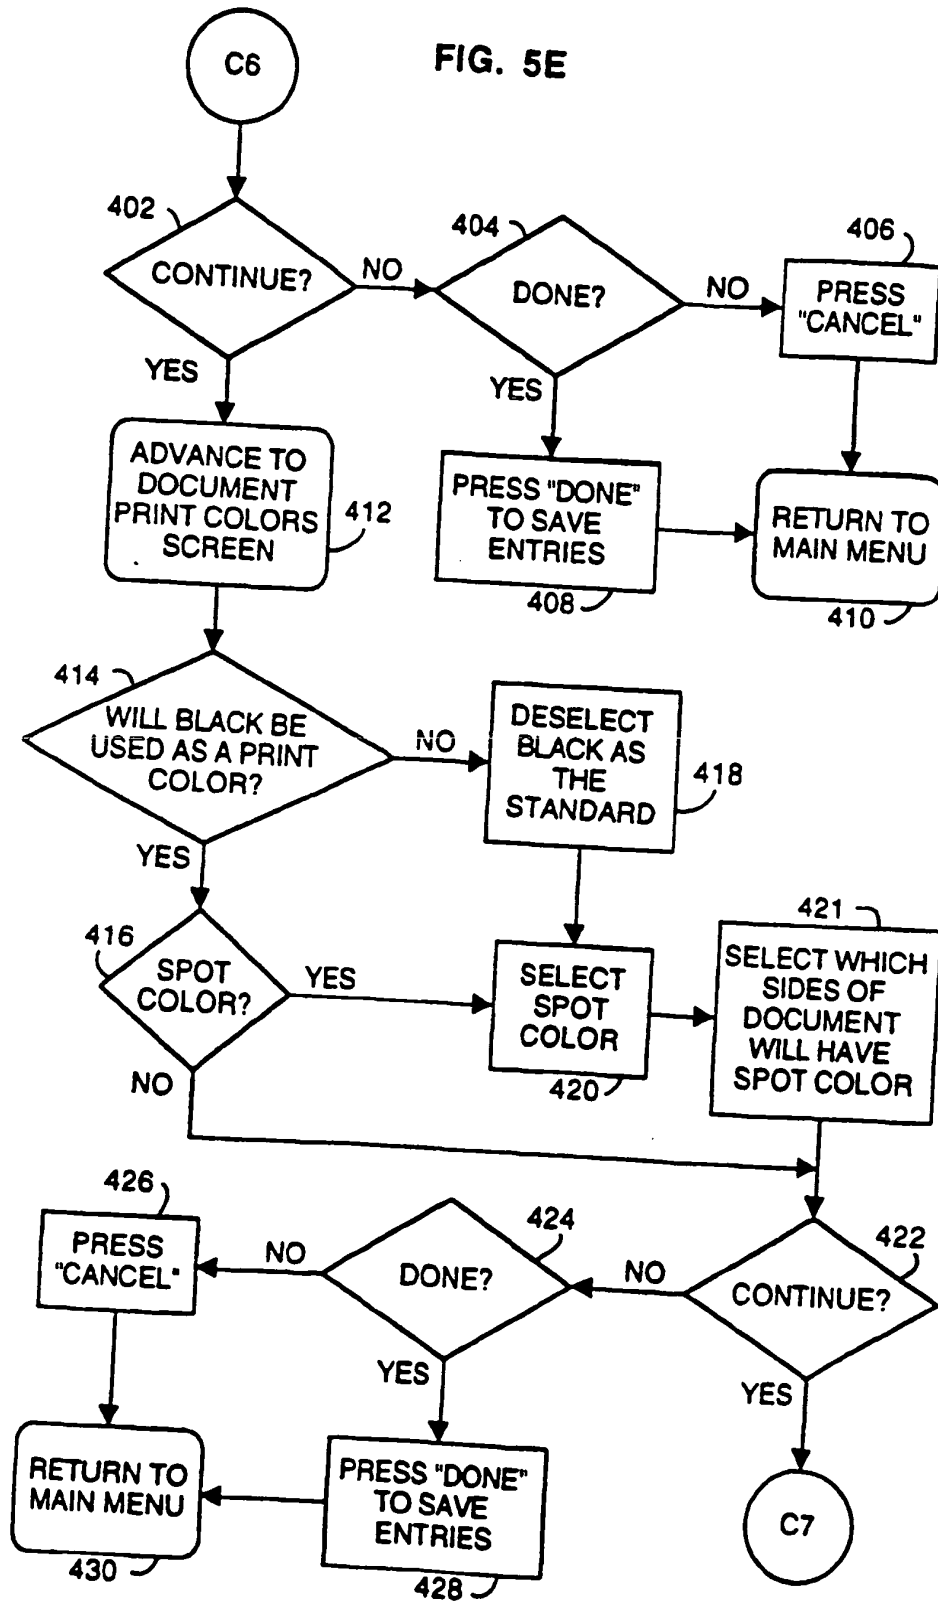 C6
FIG. 5E
402
CONTINUE?
NO
YES
404
DONE?
NO
YES
406
PRESS
"CANCEL"
ADVANCE TO
DOCUMENT
PRINT COLORS
SCREEN
412
PRESS "DONE"
TO SAVE
ENTRIES
408
RETURN TO
MAIN MENU
410
414
WILL BLACK BE
USED AS A PRINT
COLOR?
NO
YES
DESELECT
BLACK AS
THE
STANDARD
418
416
SPOT
COLOR?
YES
NO
SELECT
SPOT
COLOR
420
421
SELECT WHICH
SIDES OF
DOCUMENT
WILL HAVE
SPOT COLOR
426
PRESS
"CANCEL"
NO
424
DONE?
YES
NO
422
CONTINUE?
YES
RETURN TO
MAIN MENU
430
PRESS "DONE"
TO SAVE
ENTRIES
428
C7